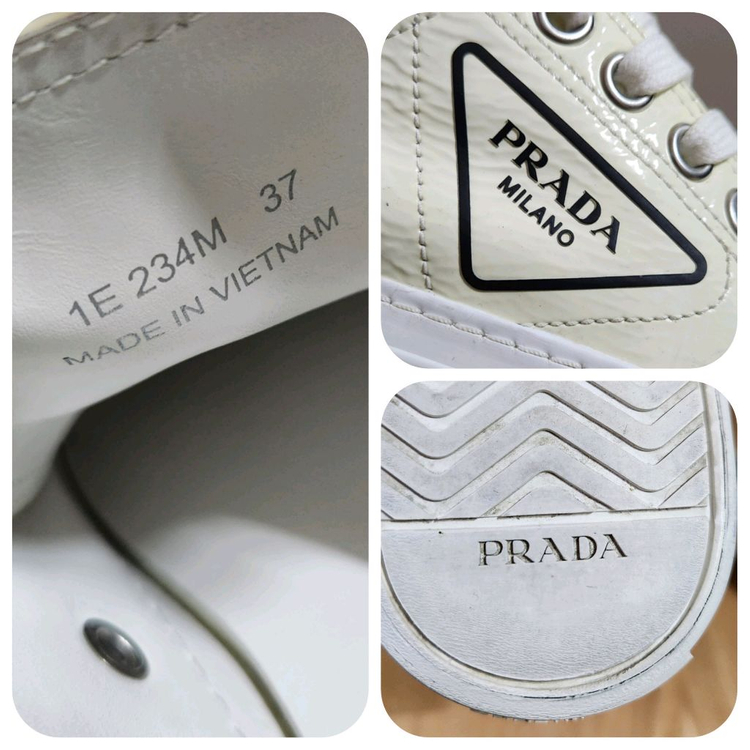 1E 234M 37
MADE IN VIETNAM
PRADA
MILANO
PRADA